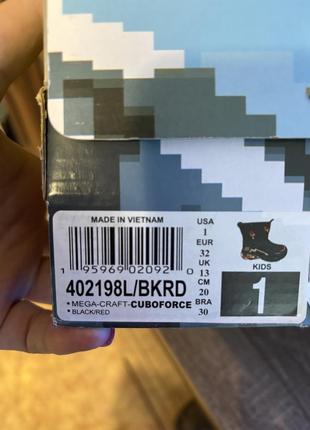 MADE IN VIETNAM
1 95969 02092 0
402198L/BKRD
• MEGA-CRAFT-CUBOFORCE
• BLACK/RED
USA
1
EUR
32
UK
13
CM
20
BRA
30
KIDS
1